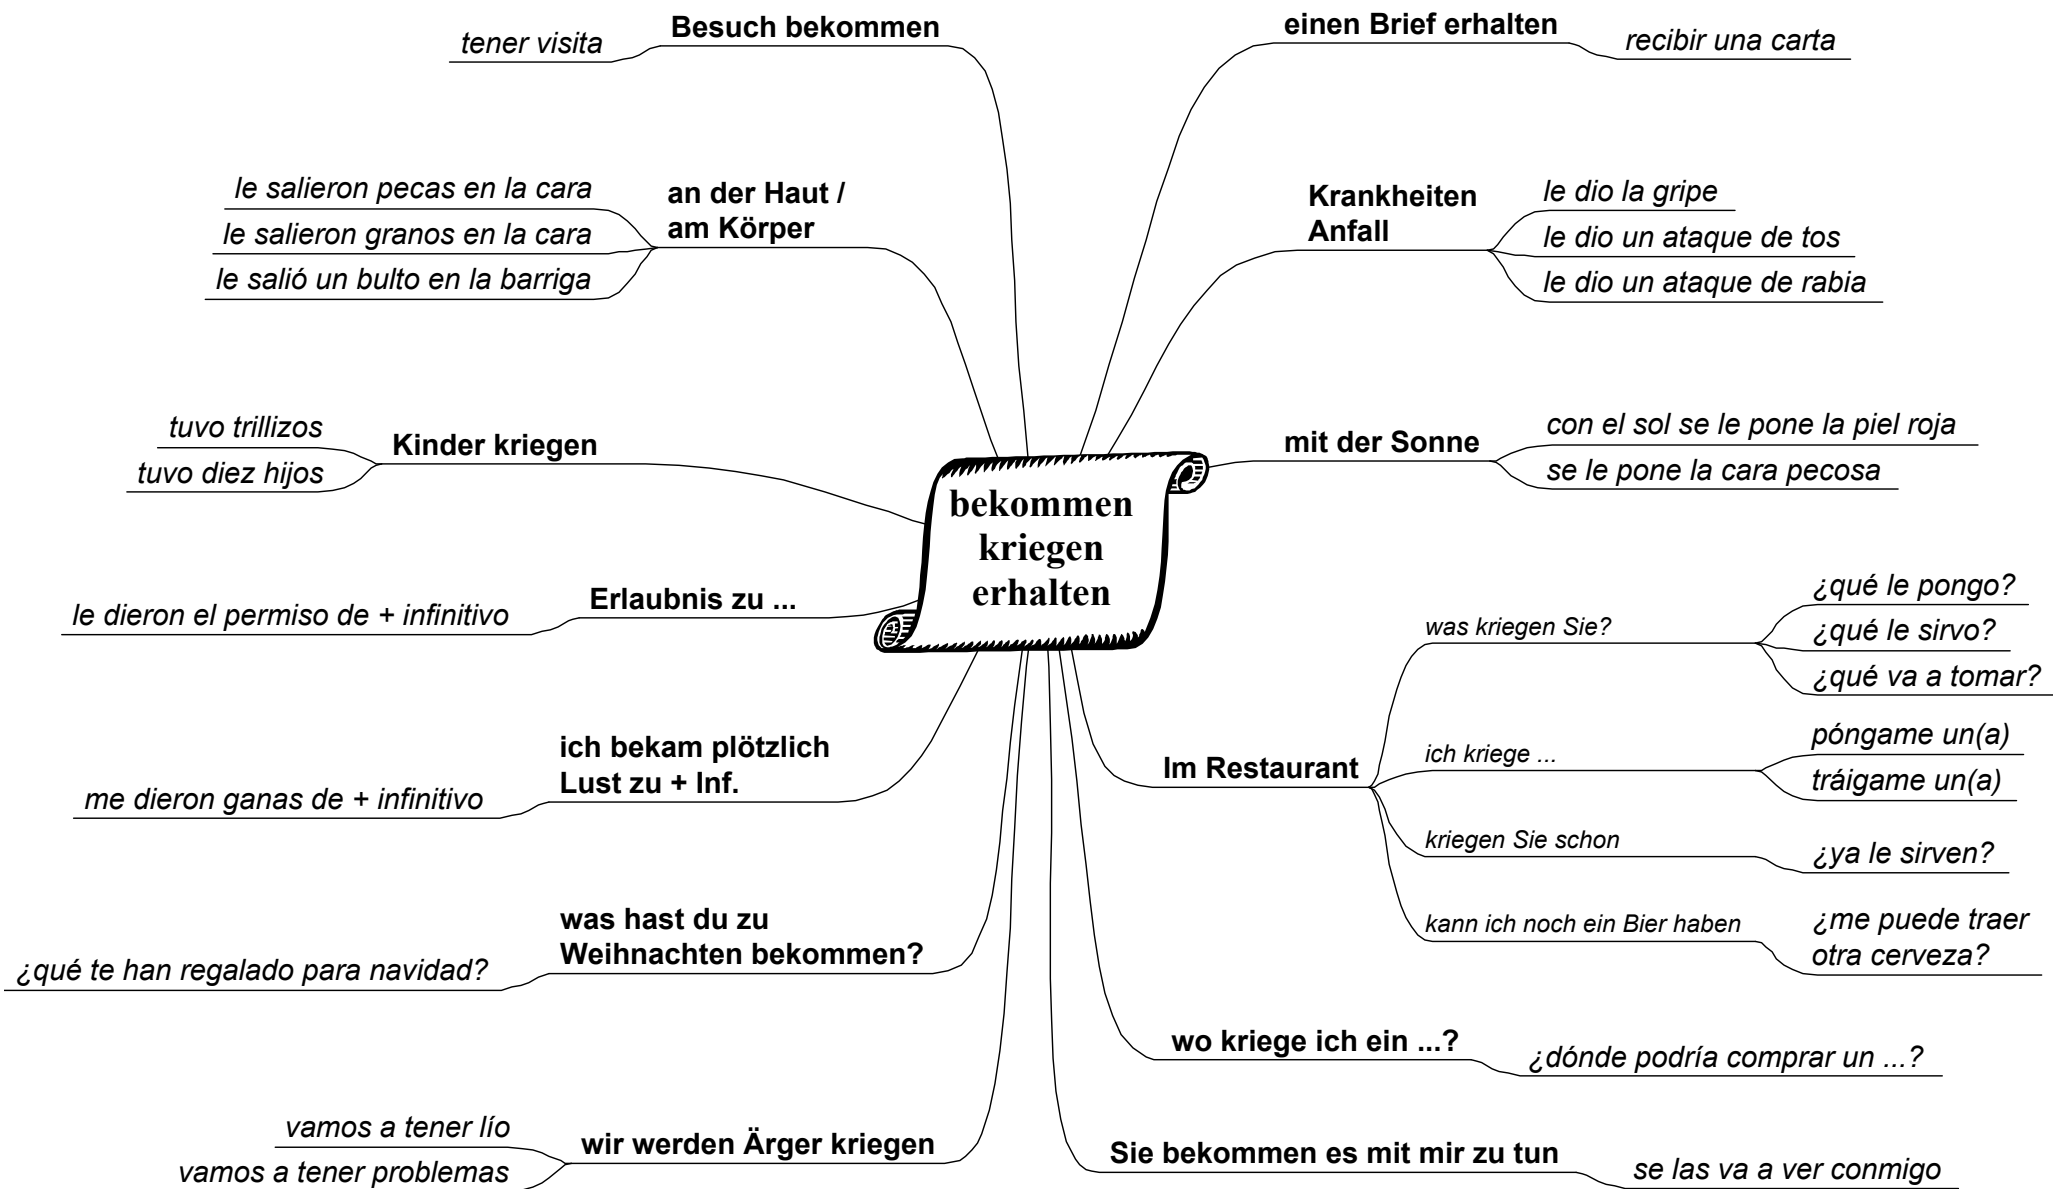 bekommen
kriegen
erhalten
Besuch bekommen
tener visita
an der Haut /
am Körper
le salieron pecas en la cara
le salieron granos en la cara
le salió un bulto en la barriga
Kinder kriegen
tuvo trillizos
tuvo diez hijos
Erlaubnis zu ...
le dieron el permiso de + infinitivo
ich bekam plötzlich
Lust zu + Inf.
me dieron ganas de + infinitivo
was hast du zu
Weihnachten bekommen?
¿qué te han regalado para navidad?
wir werden Ärger kriegen
vamos a tener lío
vamos a tener problemas
einen Brief erhalten
recibir una carta
Krankheiten
Anfall
le dio la gripe
le dio un ataque de tos
le dio un ataque de rabia
mit der Sonne
con el sol se le pone la piel roja
se le pone la cara pecosa
Im Restaurant
was kriegen Sie?
¿qué le pongo?
¿qué le sirvo?
¿qué va a tomar?
ich kriege ...
póngame un(a)
tráigame un(a)
kriegen Sie schon
¿ya le sirven?
kann ich noch ein Bier haben
¿me puede traer
otra cerveza?
wo kriege ich ein ...?
¿dónde podría comprar un ...?
Sie bekommen es mit mir zu tun
se las va a ver conmigo